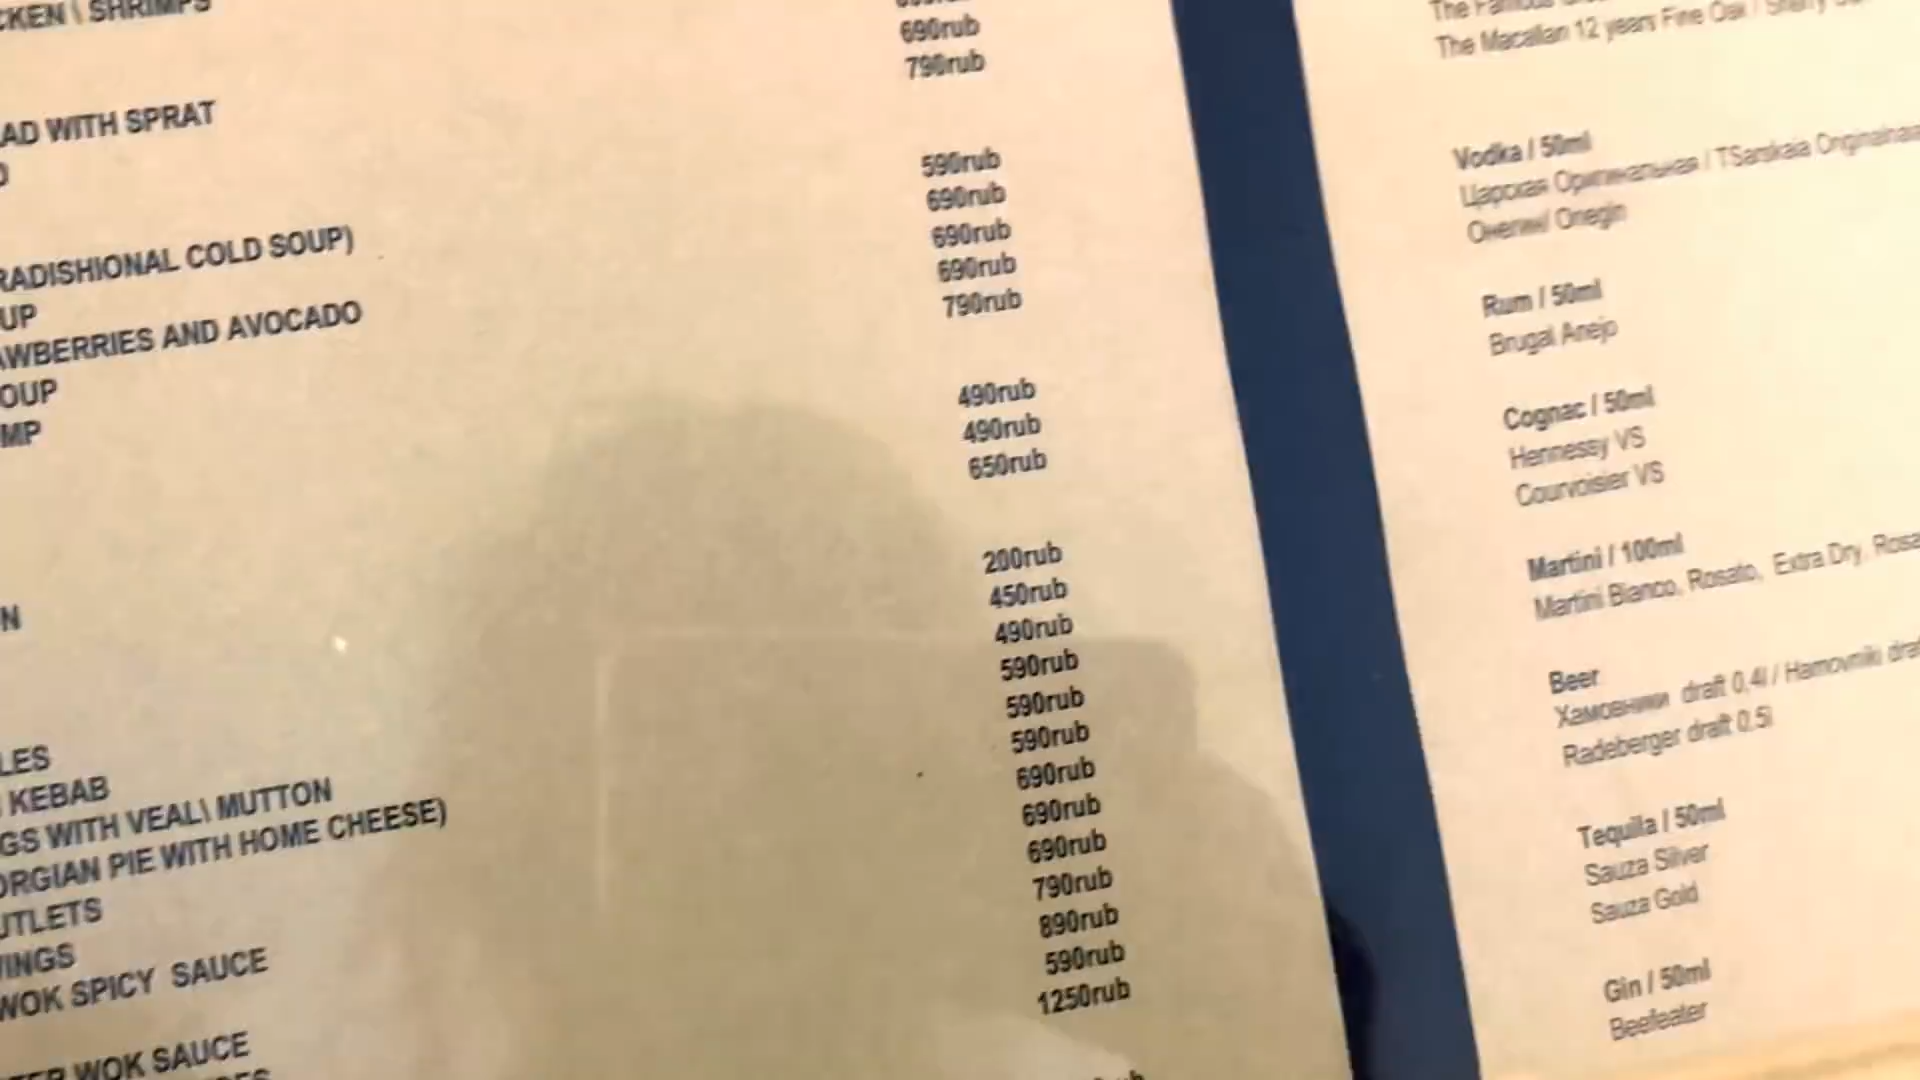 CKEN \ SHRIMPS
690rub
790rub
AD WITH SPRAT
RADISHIONAL COLD SOUP)
UP
AWBERRIES AND AVOCADO
OUP
MP
590rub
690rub
690rub
690rub
790rub
490rub
490rub
650rub
N
LES
KEBAB
GS WITH VEAL\ MUTTON
ORGIAN PIE WITH HOME CHEESE)
UTLETS
INGS
WOK SPICY SAUCE
WOK SAUCE
200rub
450rub
490rub
590rub
590rub
590rub
690rub
690rub
690rub
790rub
890rub
590rub
1250rub
The Macallan 12 years Fine Oak /
Vodka / 50ml
Царская Оригинальная / TSarskaia Originalnaia
Онегин/ Onegin
Rum / 50ml
Brugal Anejo
Cognac / 50ml
Hennessy VS
Courvoisier VS
Martini / 100ml
Martini Bianco, Rosato, Extra Dry, Rosa
Beer
Хамовники draft 0,4l / Hamovniki draf
Radeberger draft 0.5l
Tequilla / 50ml
Sauza Silver
Sauza Gold
Gin / 50ml
Beefeater